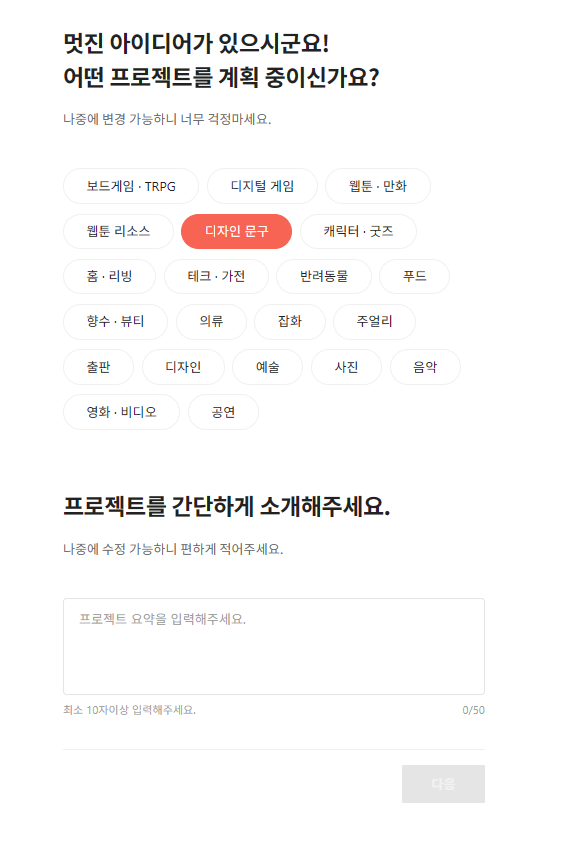 멋진 아이디어가 있으시군요!
어떤 프로젝트를 계획 중이신가요?
나중에 변경 가능하니 너무 걱정마세요.
보드게임 · TRPG 디지털 게임 웹툰 · 만화
웹툰 리소스 디자인 문구 캐릭터 · 굿즈
홈 · 리빙 테크 · 가전 반려동물 푸드
향수 · 뷰티 의류 잡화 주얼리
출판 디자인 예술 사진 음악
영화 · 비디오 공연
프로젝트를 간단하게 소개해주세요.
나중에 수정 가능하니 편하게 적어주세요.
프로젝트 요약을 입력해주세요.
최소 10자이상 입력해주세요. 0/50
다음